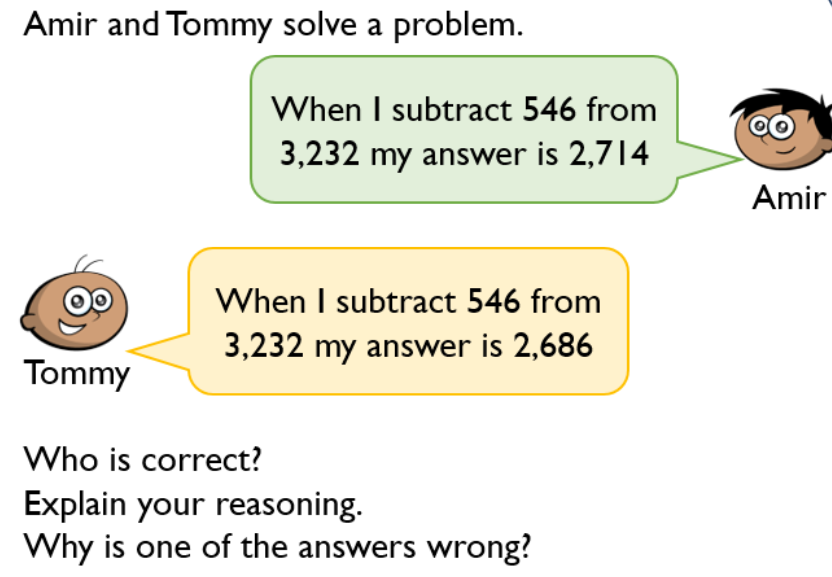 Amir and Tommy solve a problem.
When I subtract 546 from
3,232 my answer is 2,714
Amir
When I subtract 546 from
3,232 my answer is 2,686
Tommy
Who is correct?
Explain your reasoning.
Why is one of the answers wrong?